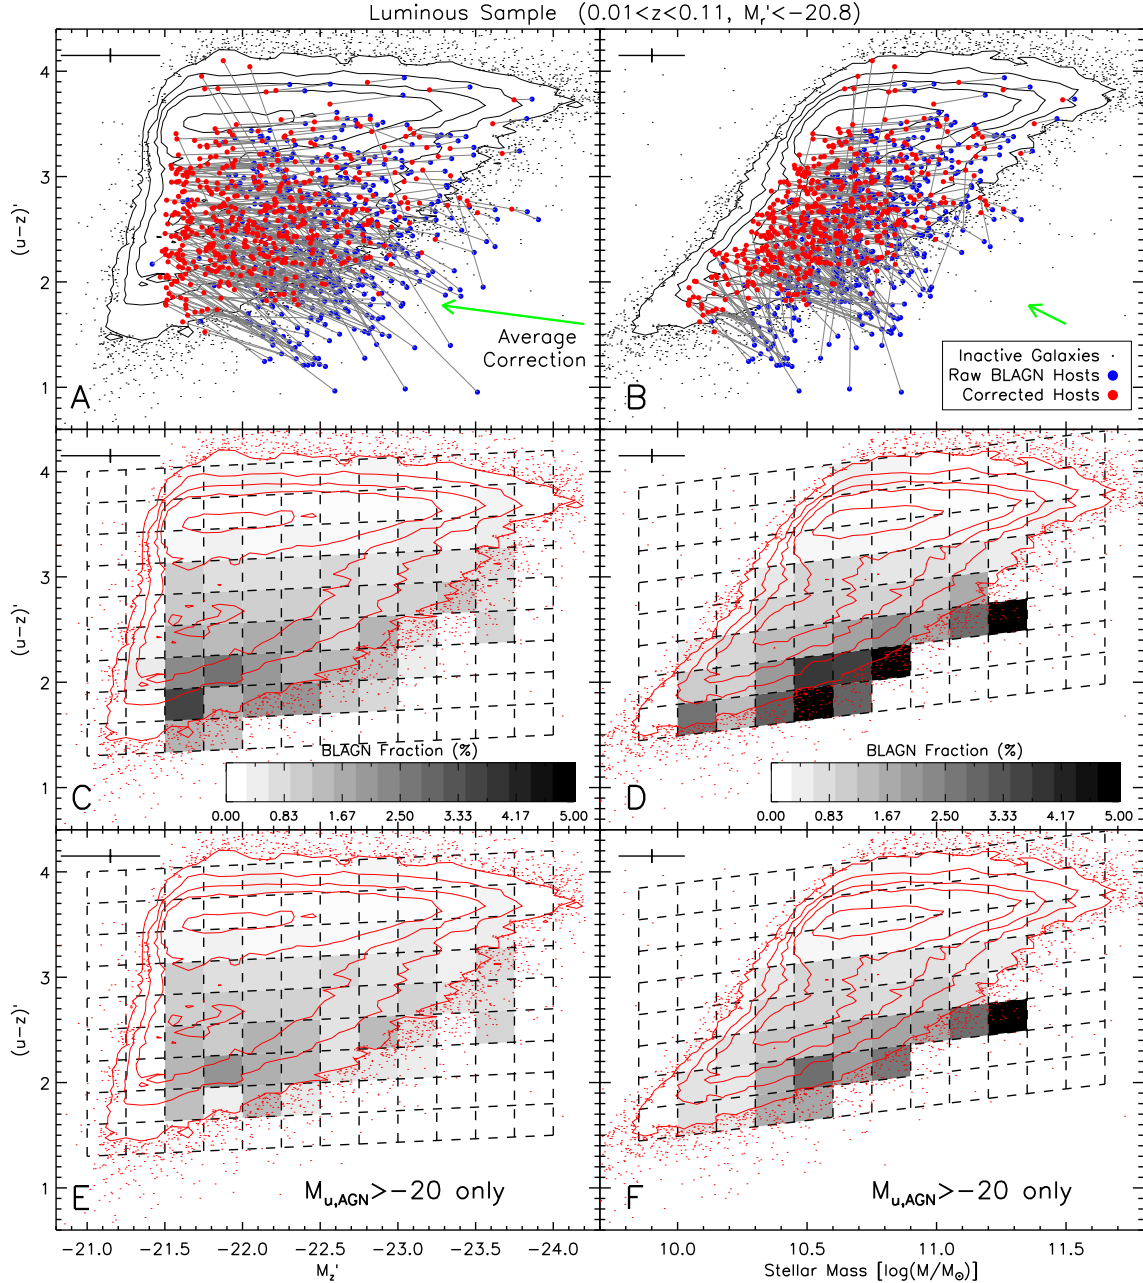 Luminous Sample (0.01<z<0.11, M_r'<−20.8)
4
3
2
1
(u−z)'
A
Average
Correction
B
Inactive Galaxies
Raw BLAGN Hosts
Corrected Hosts
4
3
2
1
(u−z)'
C
BLAGN Fraction (%)
0.00 0.83 1.67 2.50 3.33 4.17 5.00
D
BLAGN Fraction (%)
0.00 0.83 1.67 2.50 3.33 4.17 5.00
4
3
2
1
(u−z)'
E
M_u,AGN>−20 only
F
M_u,AGN>−20 only
−21.0 −21.5 −22.0 −22.5 −23.0 −23.5 −24.0
M_z'
10.0 10.5 11.0 11.5
Stellar Mass [log(M/M☉)]